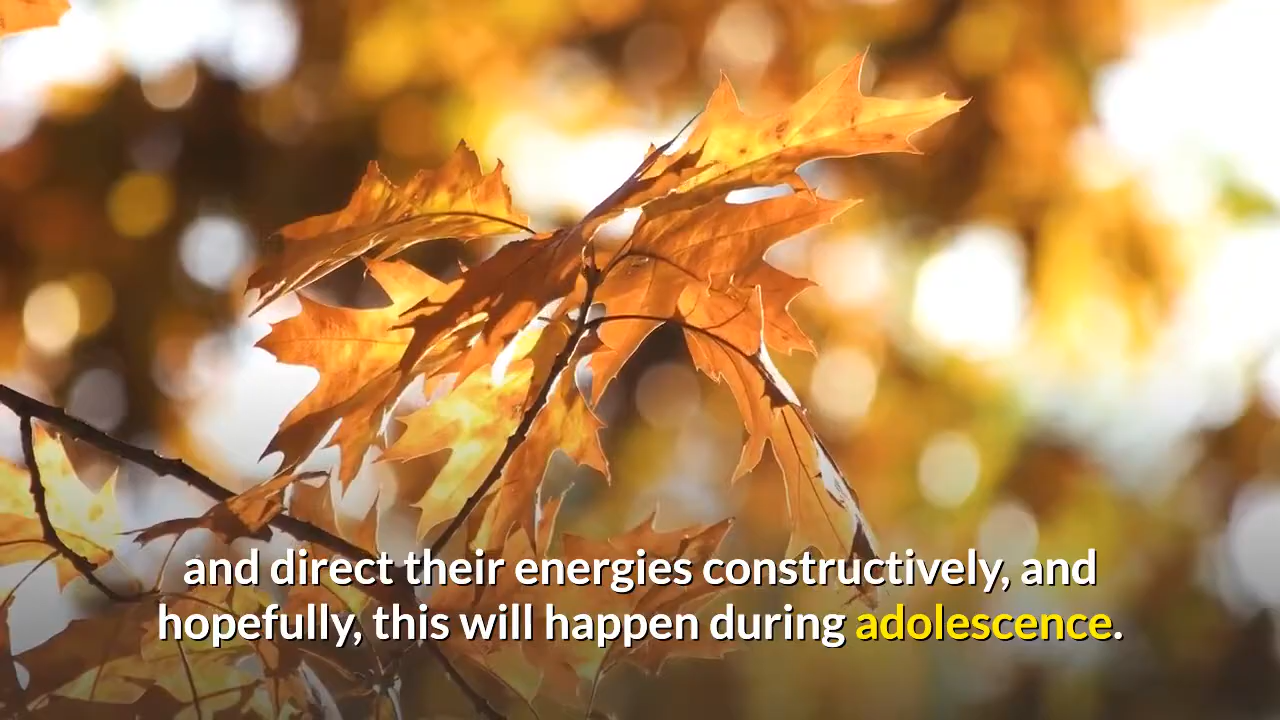 and direct their energies constructively, and
hopefully, this will happen during adolescence.